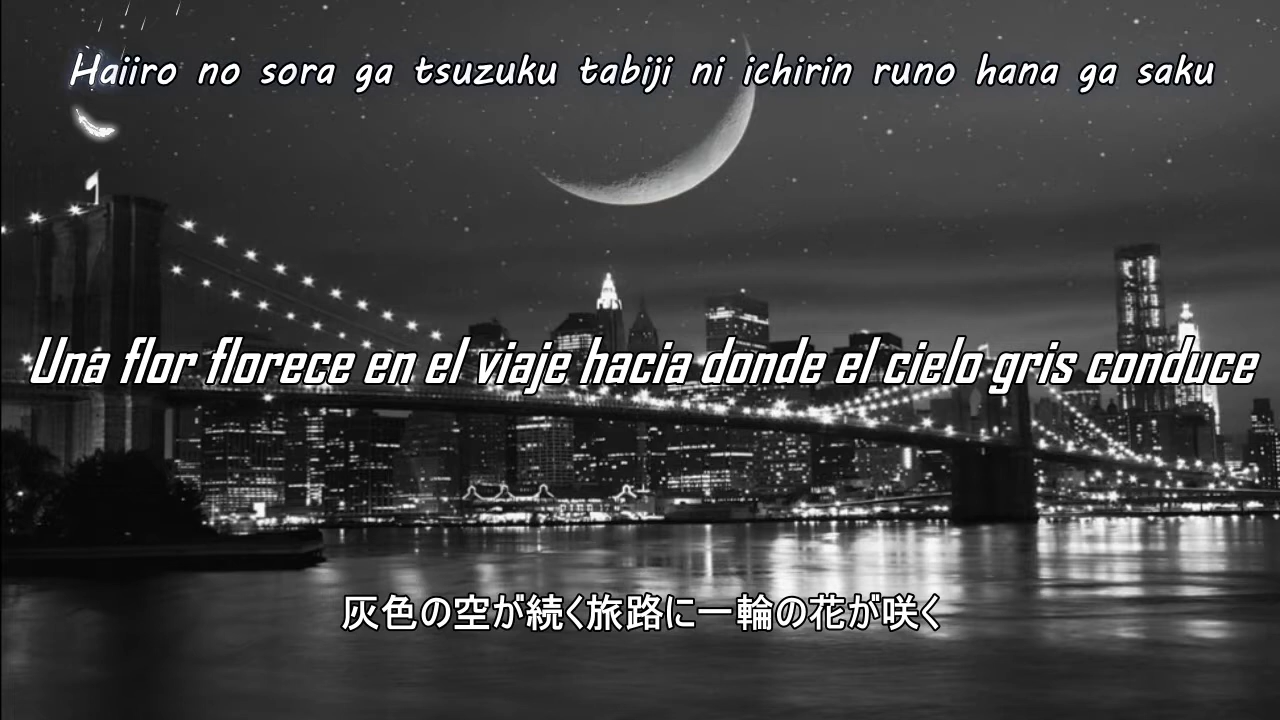 Haiiro no sora ga tsuzuku tabiji ni ichirin runo hana ga saku
Una flor florece en el viaje hacia donde el cielo gris conduce
灰色の空が続く旅路に一輪の花が咲く